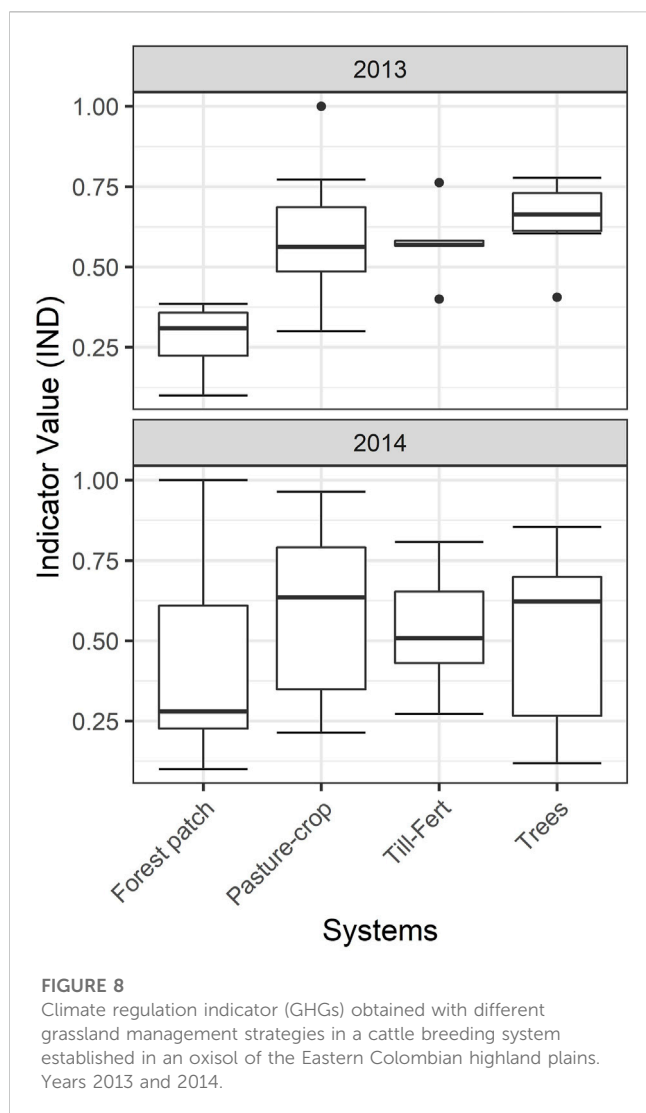 2013
1.00
0.75
0.50
0.25
2014
1.00
0.75
0.50
0.25
Indicator Value (IND)
Forest patch
Pasture-crop
Till-Fert
Trees
Systems
FIGURE 8
Climate regulation indicator (GHGs) obtained with different
grassland management strategies in a cattle breeding system
established in an oxisol of the Eastern Colombian highland plains.
Years 2013 and 2014.